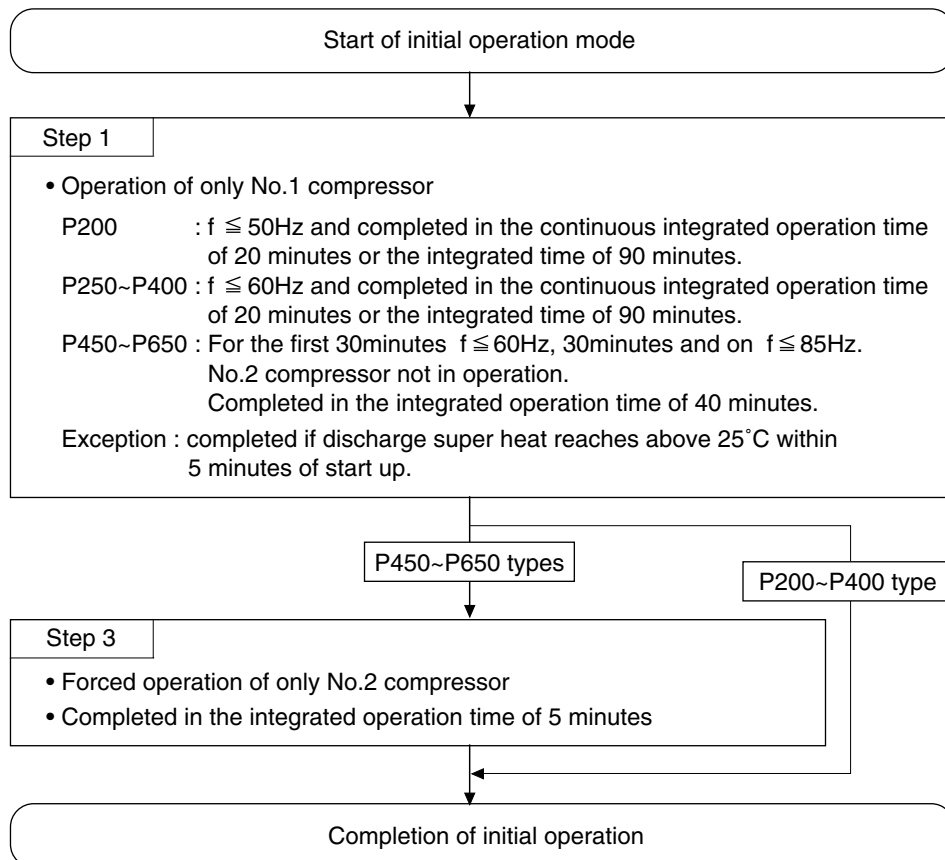 Start of initial operation mode
Step 1
• Operation of only No.1 compressor
P200 : f ≦ 50Hz and completed in the continuous integrated operation time
of 20 minutes or the integrated time of 90 minutes.
P250~P400 : f ≦ 60Hz and completed in the continuous integrated operation time
of 20 minutes or the integrated time of 90 minutes.
P450~P650 : For the first 30minutes f ≦ 60Hz, 30minutes and on f ≦ 85Hz.
No.2 compressor not in operation.
Completed in the integrated operation time of 40 minutes.
Exception : completed if discharge super heat reaches above 25˚C within
5 minutes of start up.
P450~P650 types
P200~P400 type
Step 3
• Forced operation of only No.2 compressor
• Completed in the integrated operation time of 5 minutes
Completion of initial operation